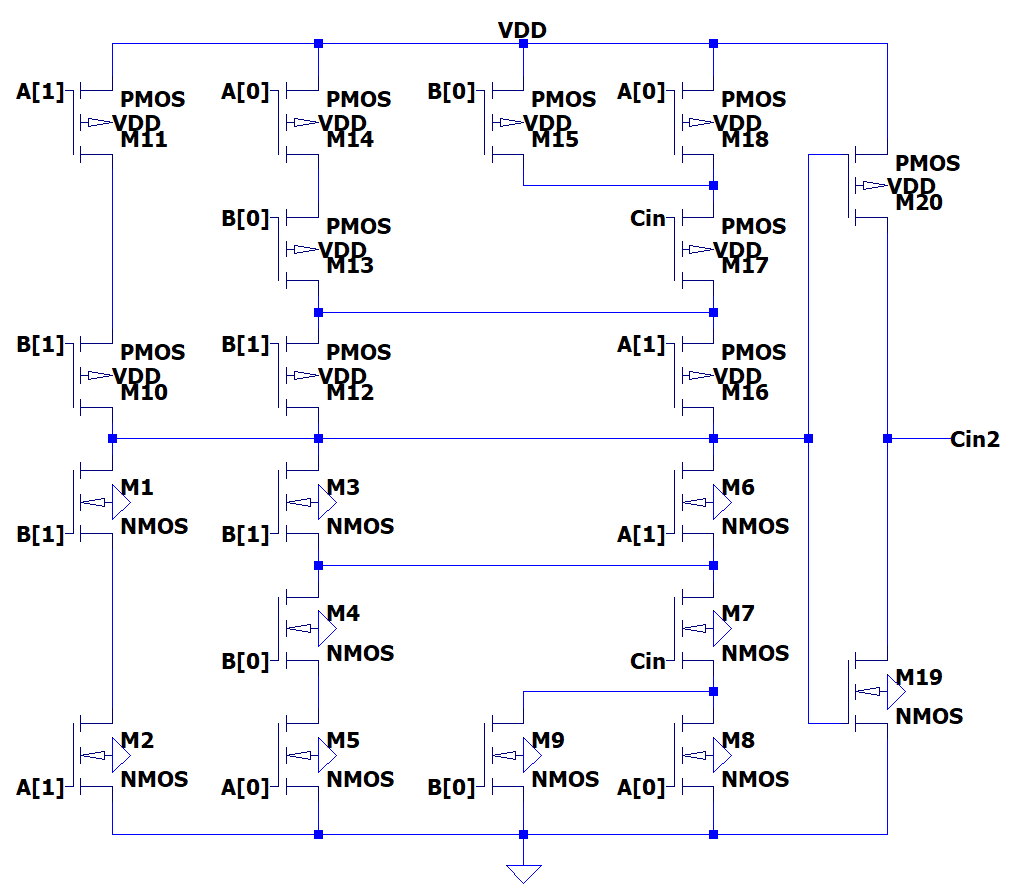 VDD
A[1]
PMOS
VDD
M11
A[0]
PMOS
VDD
M14
B[0]
PMOS
VDD
M15
A[0]
PMOS
VDD
M18
PMOS
VDD
M20
B[0]
PMOS
VDD
M13
Cin
PMOS
VDD
M17
B[1]
PMOS
VDD
M10
B[1]
PMOS
VDD
M12
A[1]
PMOS
VDD
M16
Cin2
M1
NMOS
B[1]
M3
NMOS
B[1]
M6
NMOS
A[1]
M4
NMOS
B[0]
M7
NMOS
Cin
M19
NMOS
M2
NMOS
A[1]
M5
NMOS
A[0]
M9
NMOS
B[0]
M8
NMOS
A[0]